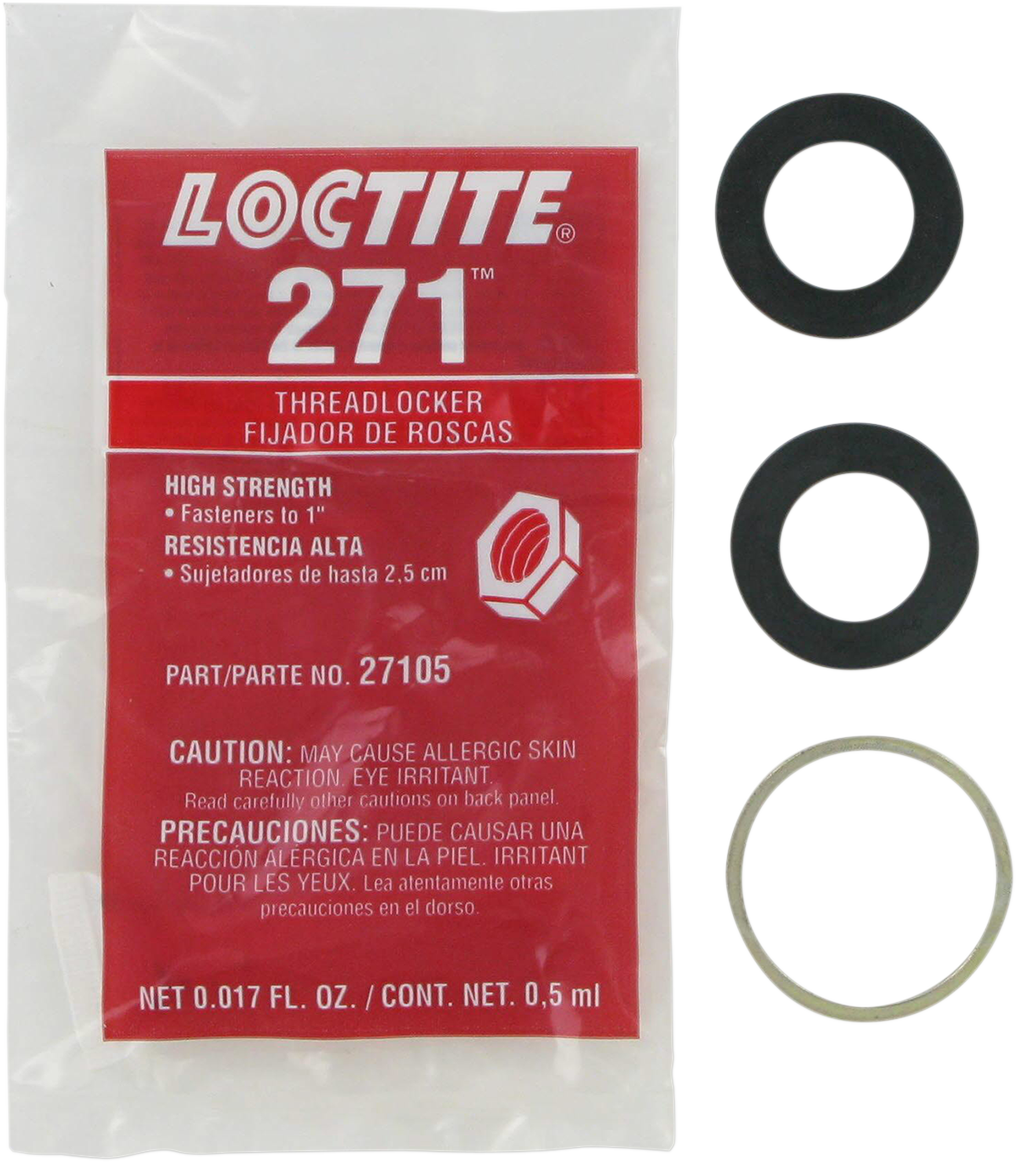 LOCTITE®
271™
THREADLOCKER
FIJADOR DE ROSCAS
HIGH STRENGTH
• Fasteners to 1"
RESISTENCIA ALTA
• Sujetadores de hasta 2,5 cm
PART/PARTE NO. 27105
CAUTION: MAY CAUSE ALLERGIC SKIN
REACTION. EYE IRRITANT.
Read carefully other cautions on back panel.
PRECAUCIONES: PUEDE CAUSAR UNA
REACCIÓN ALÉRGICA EN LA PIEL. IRRITANT
POUR LES YEUX. Lea atentamente otras
precauciones en el dorso.
NET 0.017 FL. OZ. / CONT. NET. 0,5 ml